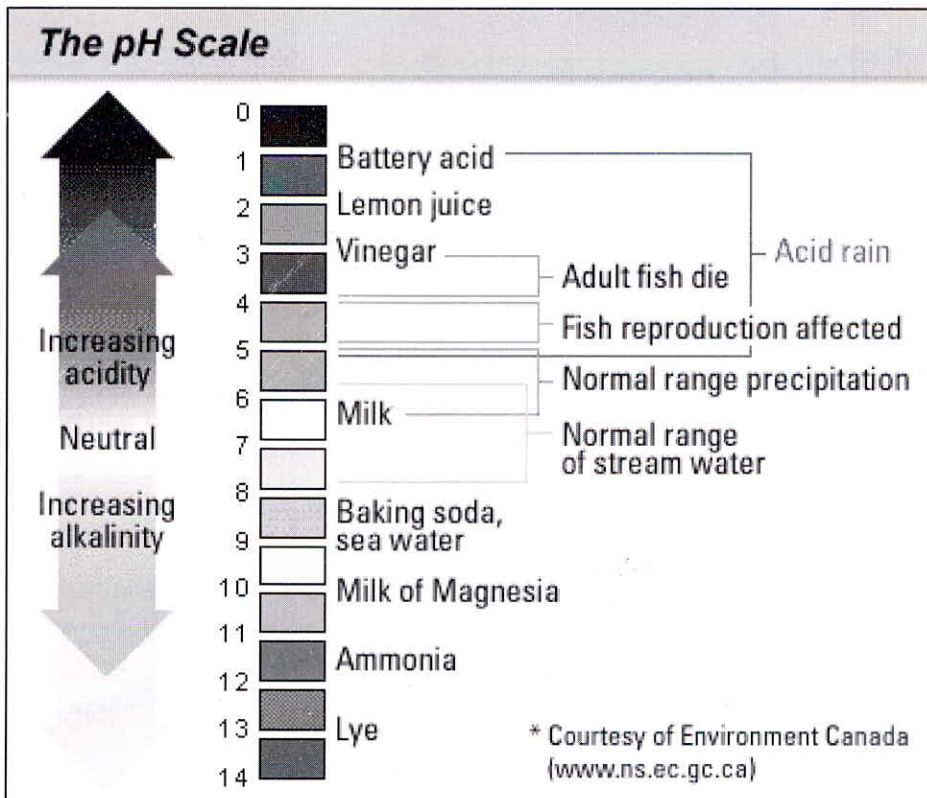 The pH Scale
0
1
2
3
4
5
6
7
8
9
10
11
12
13
14
Increasing
acidity
Neutral
Increasing
alkalinity
Battery acid
Lemon juice
Vinegar
Milk
Baking soda,
sea water
Milk of Magnesia
Ammonia
Lye
Acid rain
Adult fish die
Fish reproduction affected
Normal range precipitation
Normal range
of stream water
* Courtesy of Environment Canada
(www.ns.ec.gc.ca)